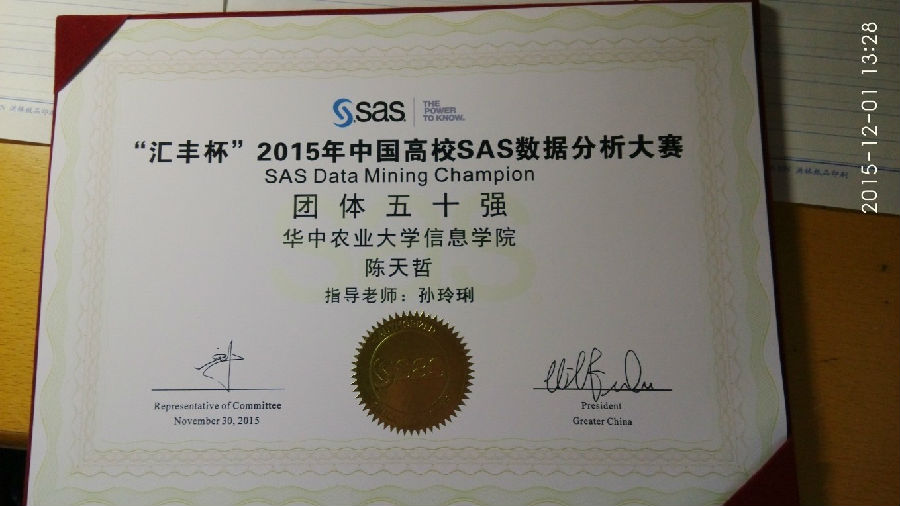 2015-12-01 13:28
sas THE POWER TO KNOW.
“汇丰杯”2015年中国高校SAS数据分析大赛
SAS Data Mining Champion
团体五十强
华中农业大学信息学院
陈天哲
指导老师：孙玲琍
Representative of Committee
November 30, 2015
President
Greater China